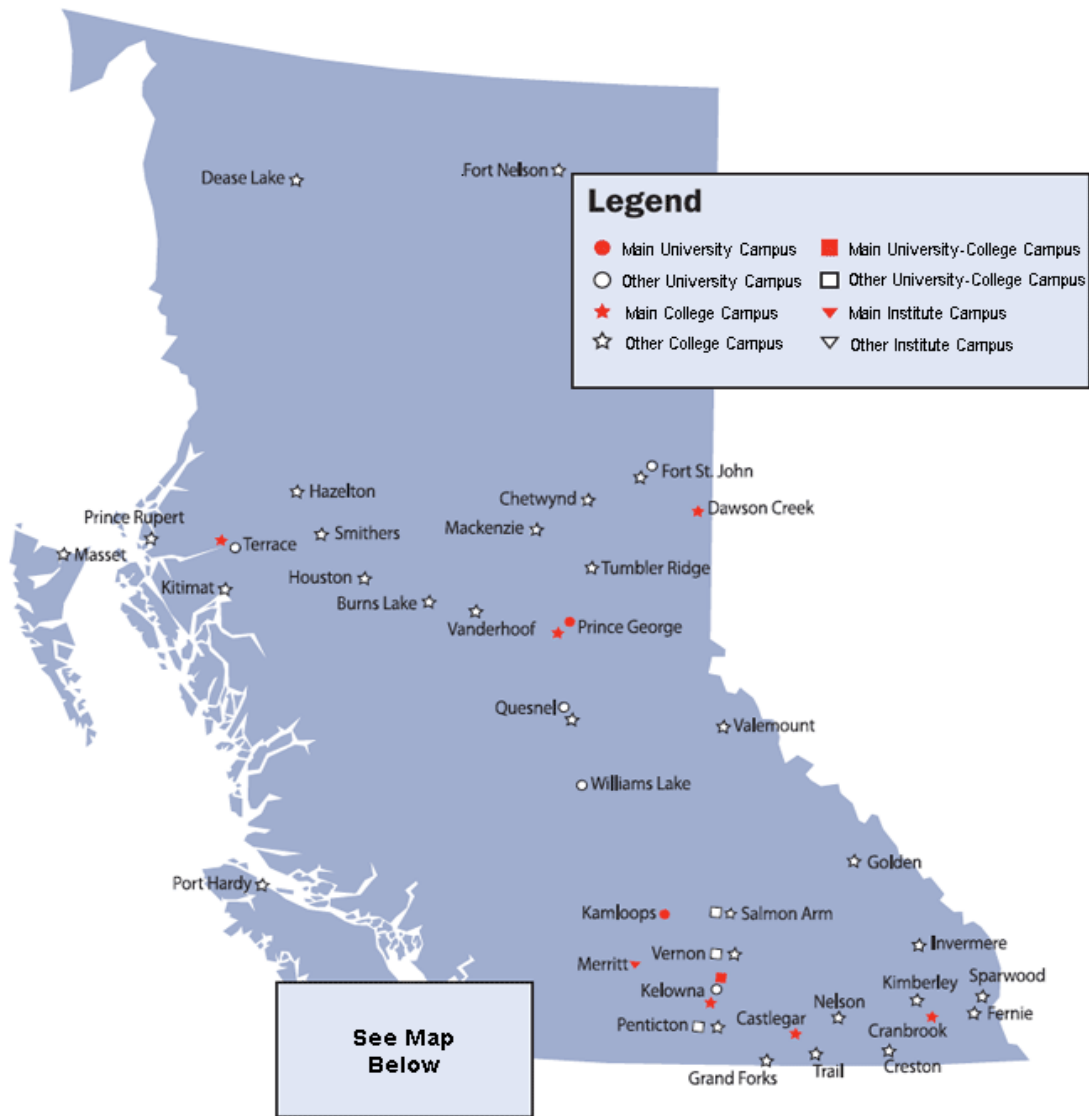 Dease Lake
.Fort Nelson
Legend
Main University Campus
Main University-College Campus
Other University Campus
Other University-College Campus
Main College Campus
Main Institute Campus
Other College Campus
Other Institute Campus
Fort St. John
Hazelton
Chetwynd
Dawson Creek
Prince Rupert
Mackenzie
Smithers
Terrace
Masset
Tumbler Ridge
Houston
Kitimat
Burns Lake
Vanderhoof
Prince George
Quesnel
Valemount
Williams Lake
Golden
Port Hardy
Kamloops
Salmon Arm
Invermere
Vernon
Merritt
Sparwood
Kimberley
Kelowna
Nelson
Fernie
Castlegar
Penticton
Cranbrook
See Map
Below
Creston
Trail
Grand Forks